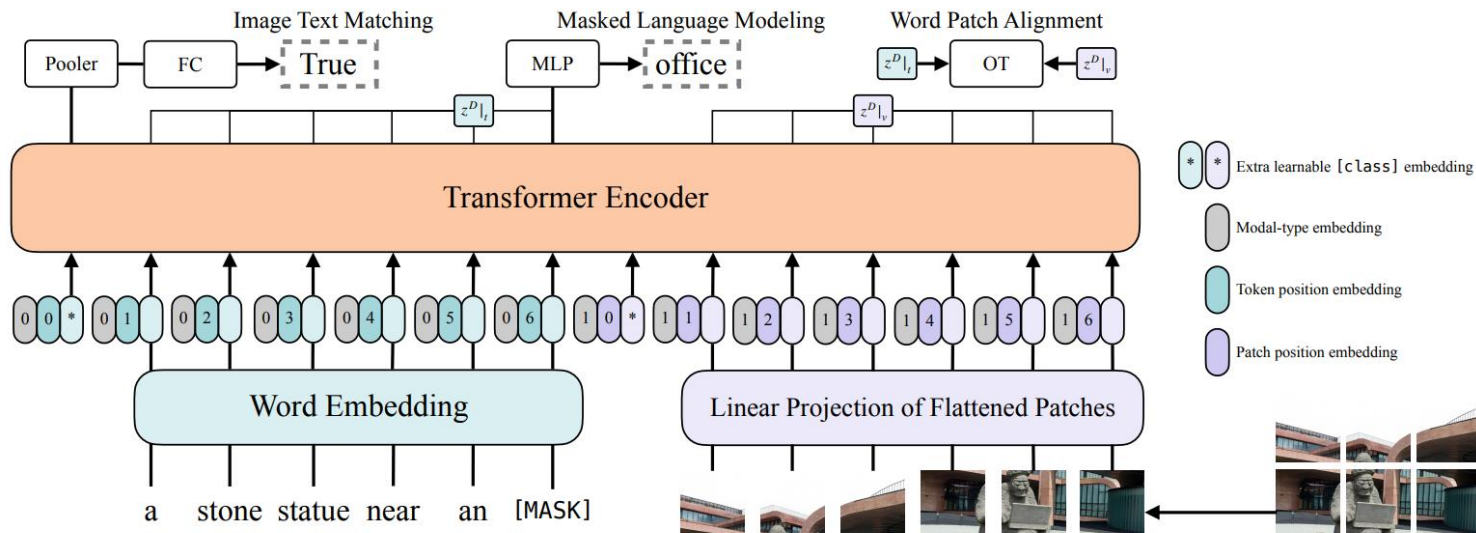 Image Text Matching
Masked Language Modeling
Word Patch Alignment
Pooler
FC
True
MLP
office
z^D|_t
OT
z^D|_v
z^D|_t
z^D|_v
Transformer Encoder
* * Extra learnable [class] embedding
Modal-type embedding
Token position embedding
Patch position embedding
0 0 * 0 1 0 2 0 3 0 4 0 5 0 6 1 0 * 1 1 1 2 1 3 1 4 1 5 1 6
Word Embedding
Linear Projection of Flattened Patches
a stone statue near an [MASK]